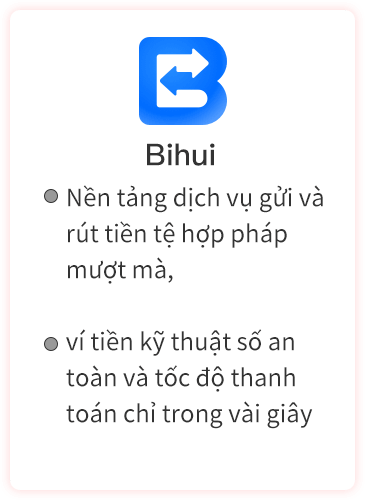 Bihui
Nền tảng dịch vụ gửi và
rút tiền tệ hợp pháp
mượt mà,
ví tiền kỹ thuật số an
toàn và tốc độ thanh
toán chỉ trong vài giây